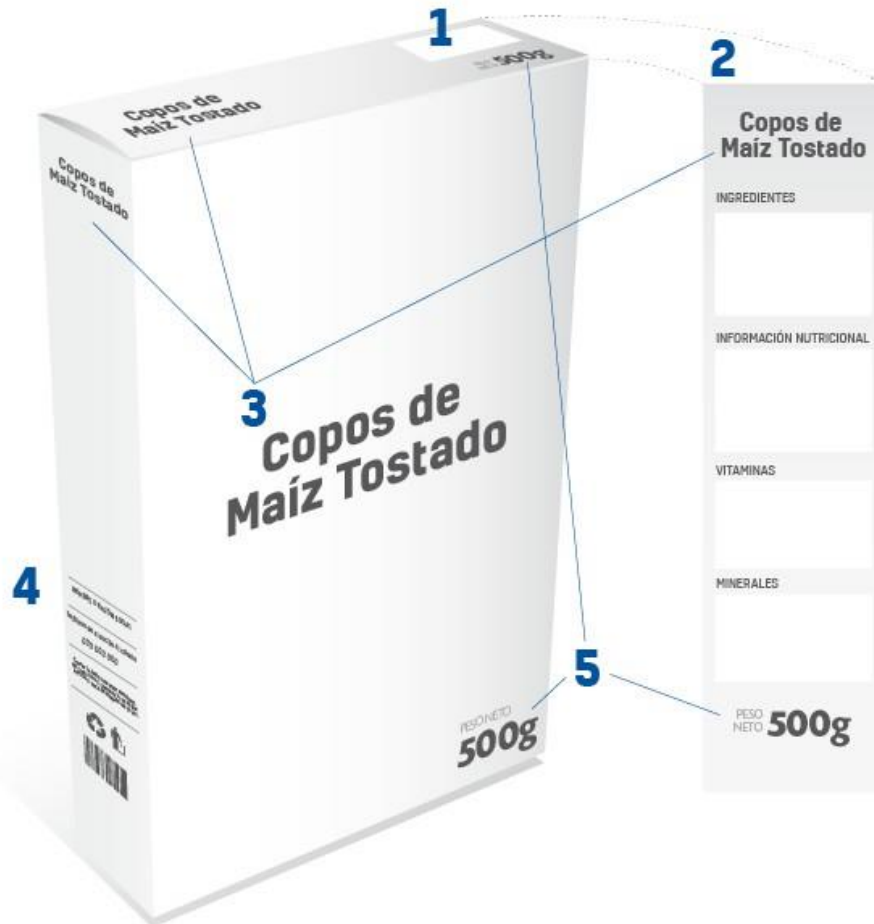 1
500g
2
Copos de
Maíz Tostado
Copos de
Maíz Tostado
Copos de
Maíz Tostado
INGREDIENTES
INFORMACIÓN NUTRICIONAL
3
Copos de
Maíz Tostado
VITAMINAS
4
MINERALES
5
PESO NETO
500g
PESO
NETO 500g